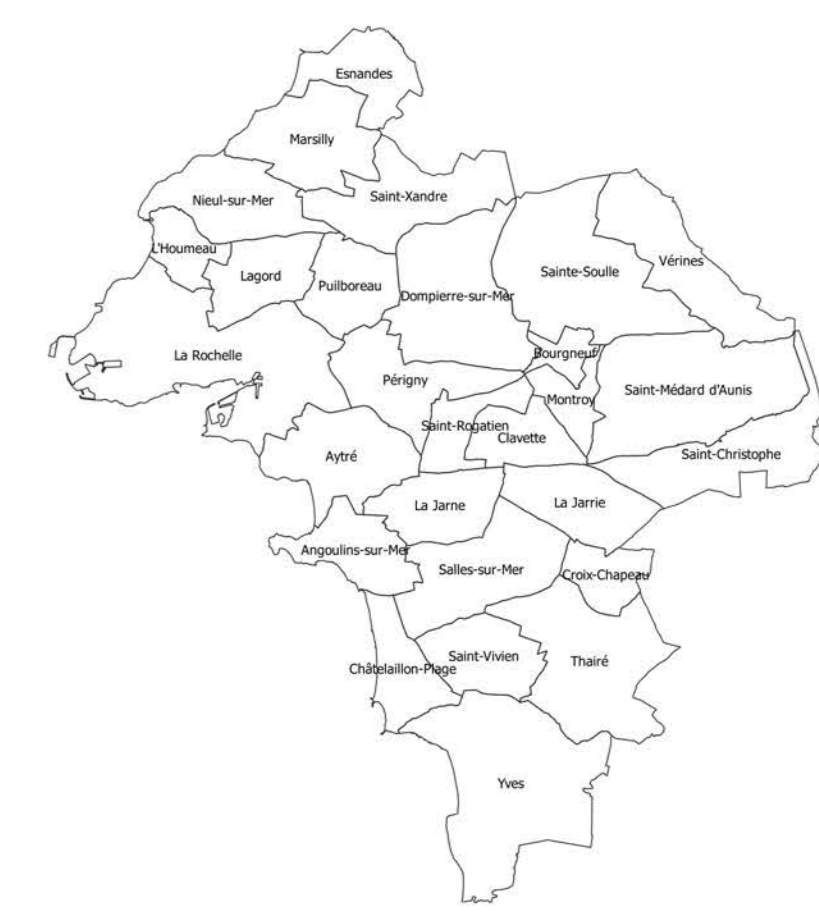 Esnandes
Marsilly
Nieul-sur-Mer
Saint-Xandre
L'Houmeau
Lagord
Puilboreau
Dompierre-sur-Mer
Sainte-Soulle
Vérines
La Rochelle
Bourgneuf
Périgny
Montroy
Saint-Médard d'Aunis
Saint-Rogatien
Clavette
Aytré
Saint-Christophe
La Jarne
La Jarrie
Angoulins-sur-Mer
Salles-sur-Mer
Croix-Chapeau
Saint-Vivien
Thairé
Châtelaillon-Plage
Yves